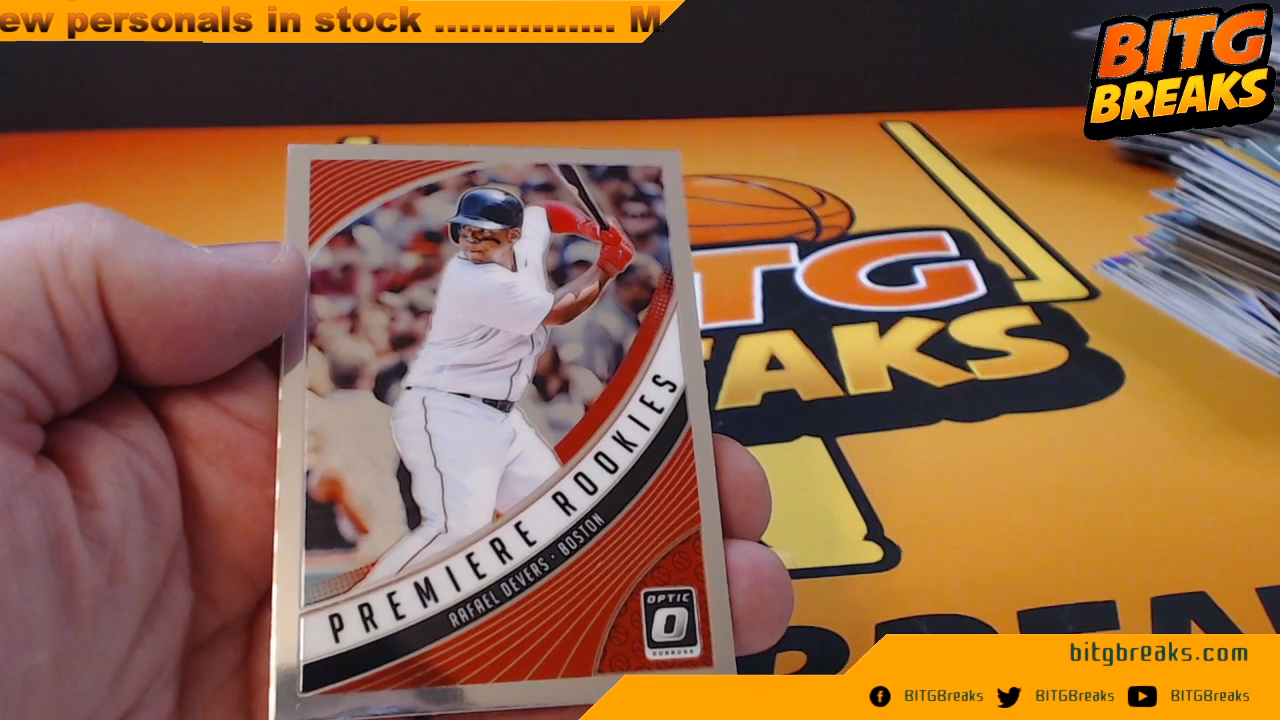 ew personals in stock ............... M
BITG
BREAKS
TG
AKS
PREMIERE ROOKIES
RAFAEL DEVERS · BOSTON
OPTIC
O
DONRUSS
bitgbreaks.com
BITGBreaks
BITGBreaks
BITGBreaks